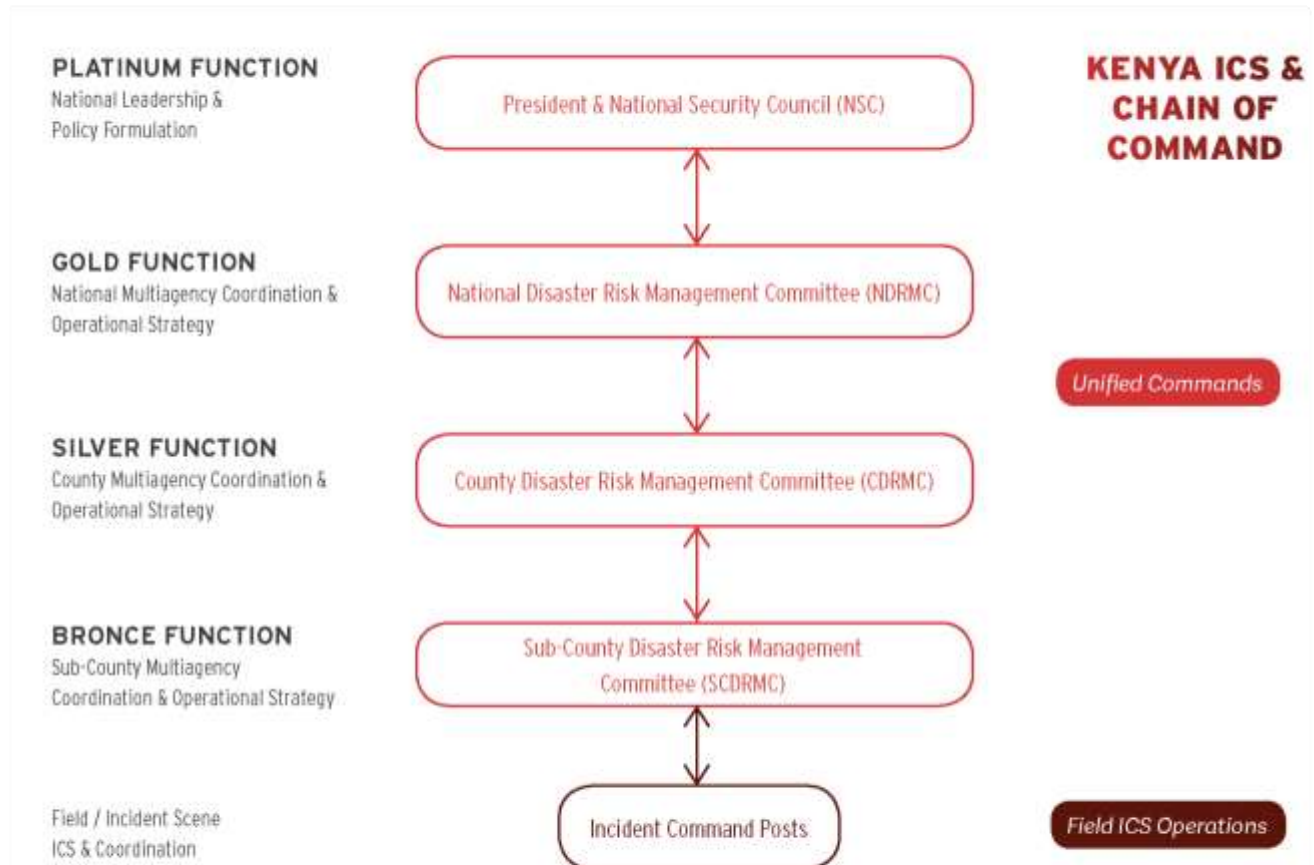 PLATINUM FUNCTION
National Leadership &
Policy Formulation
President & National Security Council (NSC)
KENYA ICS &
CHAIN OF
COMMAND
GOLD FUNCTION
National Multiagency Coordination &
Operational Strategy
National Disaster Risk Management Committee (NDRMC)
Unified Commands
SILVER FUNCTION
County Multiagency Coordination &
Operational Strategy
County Disaster Risk Management Committee (CDRMC)
BRONCE FUNCTION
Sub-County Multiagency
Coordination & Operational Strategy
Sub-County Disaster Risk Management
Committee (SCDRMC)
Field / Incident Scene
ICS & Coordination
Incident Command Posts
Field ICS Operations